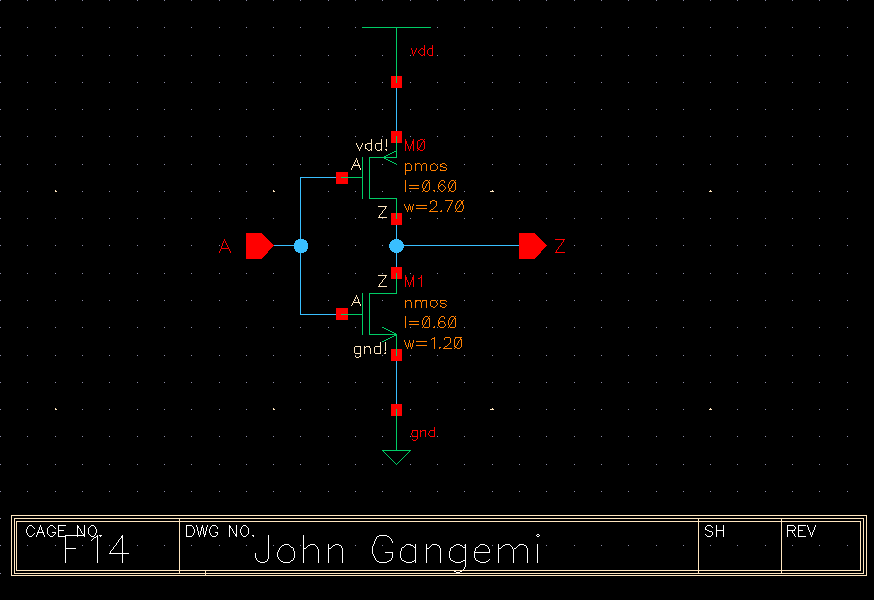 vdd
vdd!
M0
A
pmos
l=0.60
w=2.70
Z
A
Z
Z
M1
A
nmos
l=0.60
w=1.20
gnd!
gnd
CAGE NO.
F14
DWG NO.
John Gangemi
SH
REV